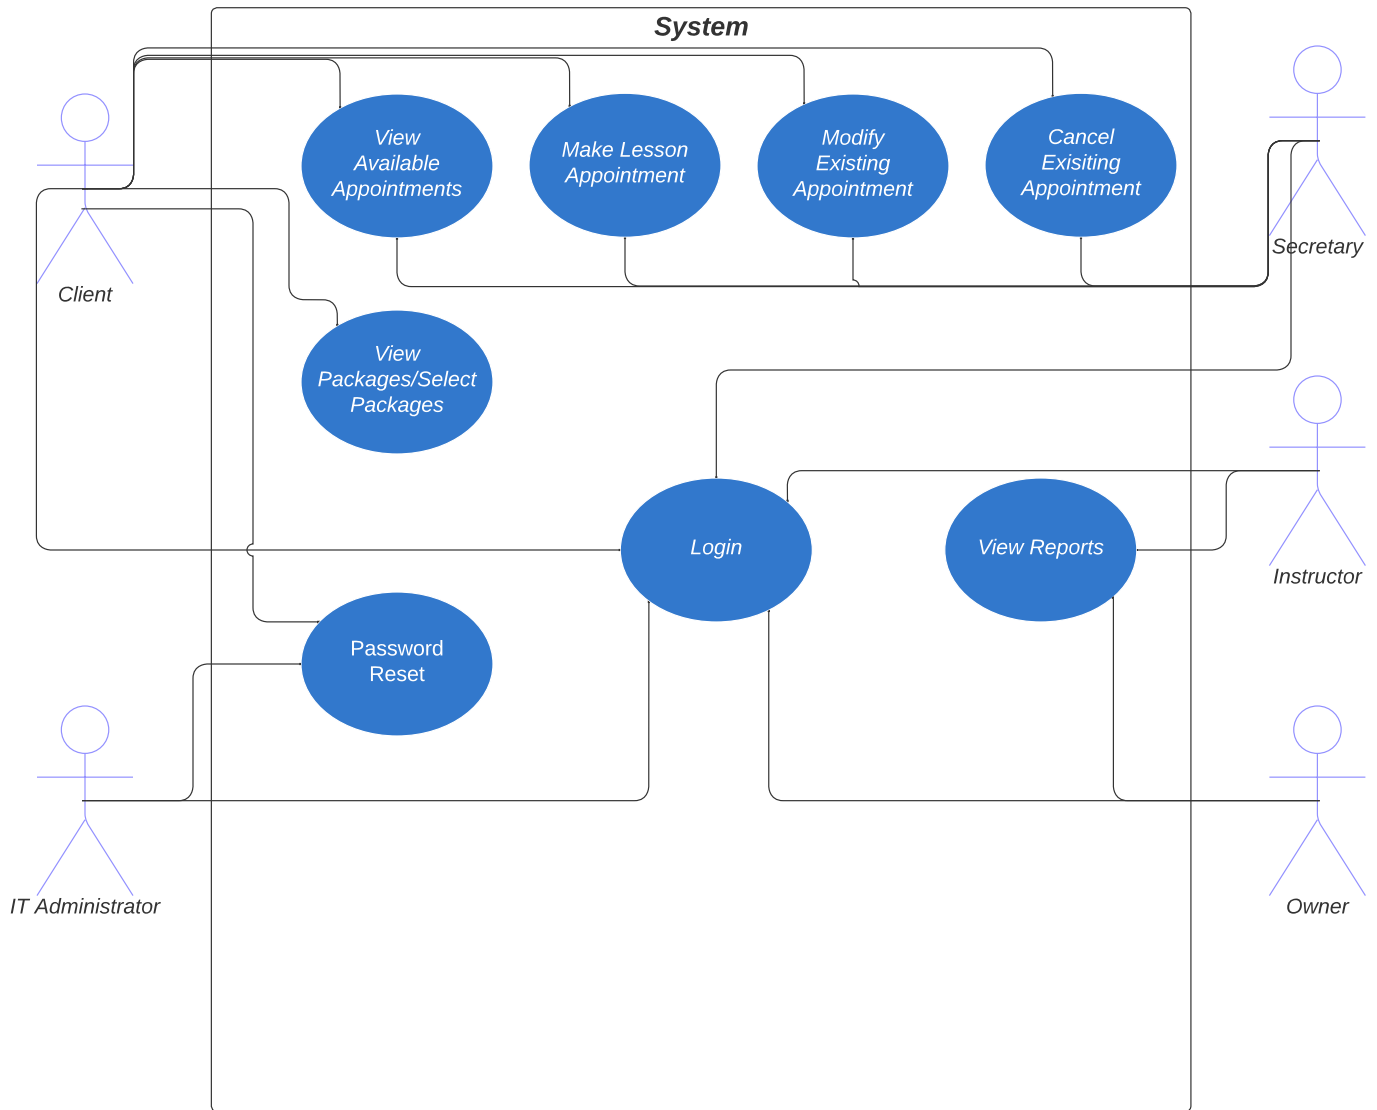 System
View
Available
Appointments
Make Lesson
Appointment
Modify
Existing
Appointment
Cancel
Exisiting
Appointment
Secretary
Client
View
Packages/Select
Packages
Login
View Reports
Instructor
Password
Reset
IT Administrator
Owner